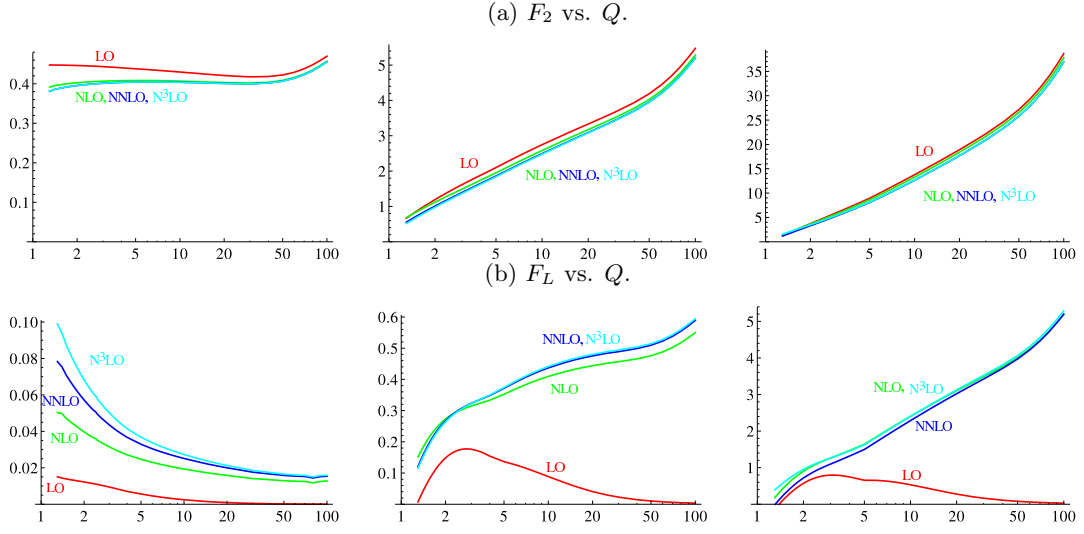 (a) F₂ vs. Q.
LO
NLO, NNLO, N³LO
0.4
0.3
0.2
0.1
1 2 5 10 20 50 100
LO
NLO, NNLO, N³LO
5
4
3
2
1
1 2 5 10 20 50 100
LO
NLO, NNLO, N³LO
35
30
25
20
15
10
5
1 2 5 10 20 50 100
(b) F_L vs. Q.
N³LO
NNLO
NLO
LO
0.10
0.08
0.06
0.04
0.02
1 2 5 10 20 50 100
NNLO, N³LO
NLO
LO
0.6
0.5
0.4
0.3
0.2
0.1
1 2 5 10 20 50 100
NLO, N³LO
NNLO
LO
5
4
3
2
1
1 2 5 10 20 50 100